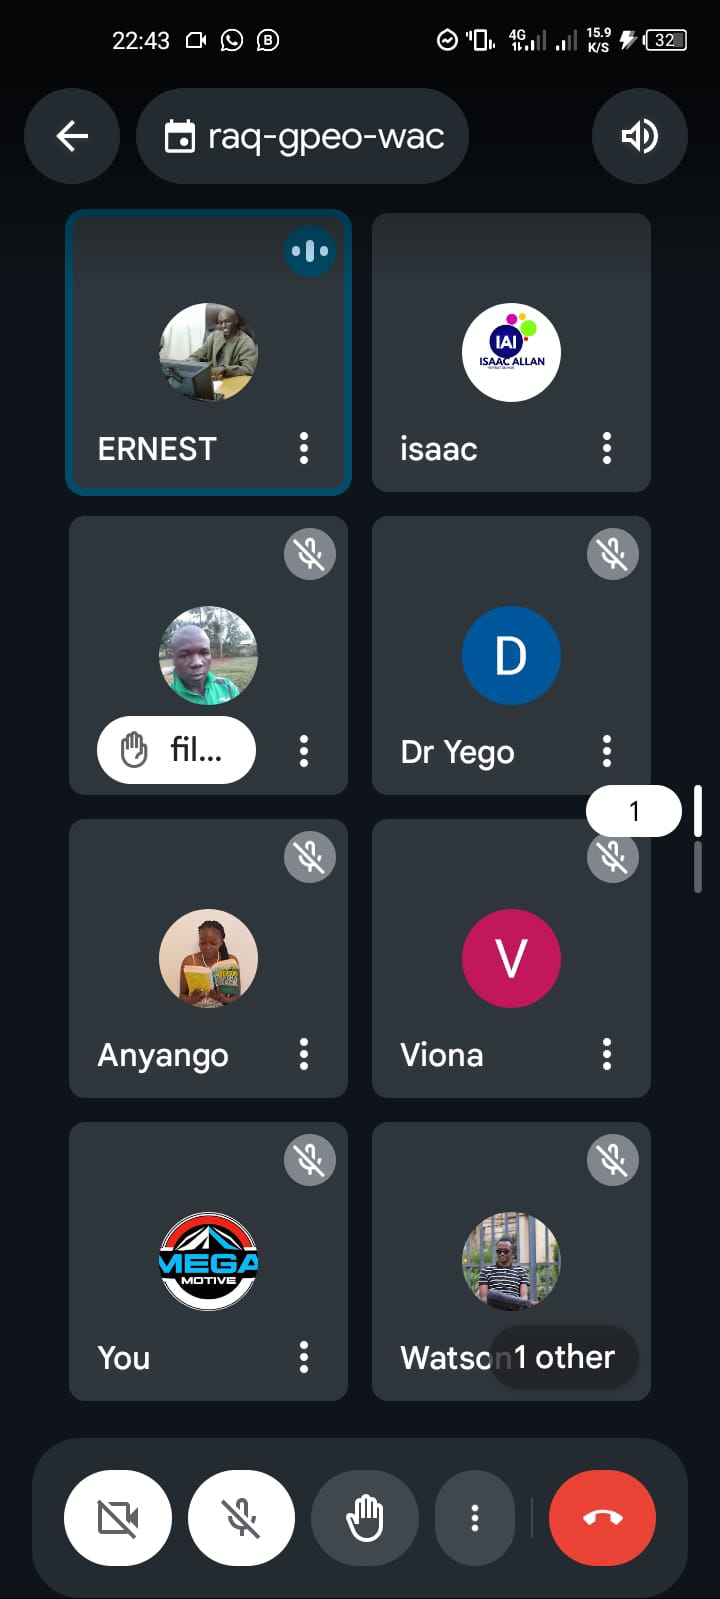 22:43
4G
15.9
K/S
32
raq-gpeo-wac
ERNEST
isaac
IAI
ISAAC ALLAN
fil...
D
Dr Yego
1
V
Anyango
Viona
MEGA
MOTIVE
You
Watson
1 other